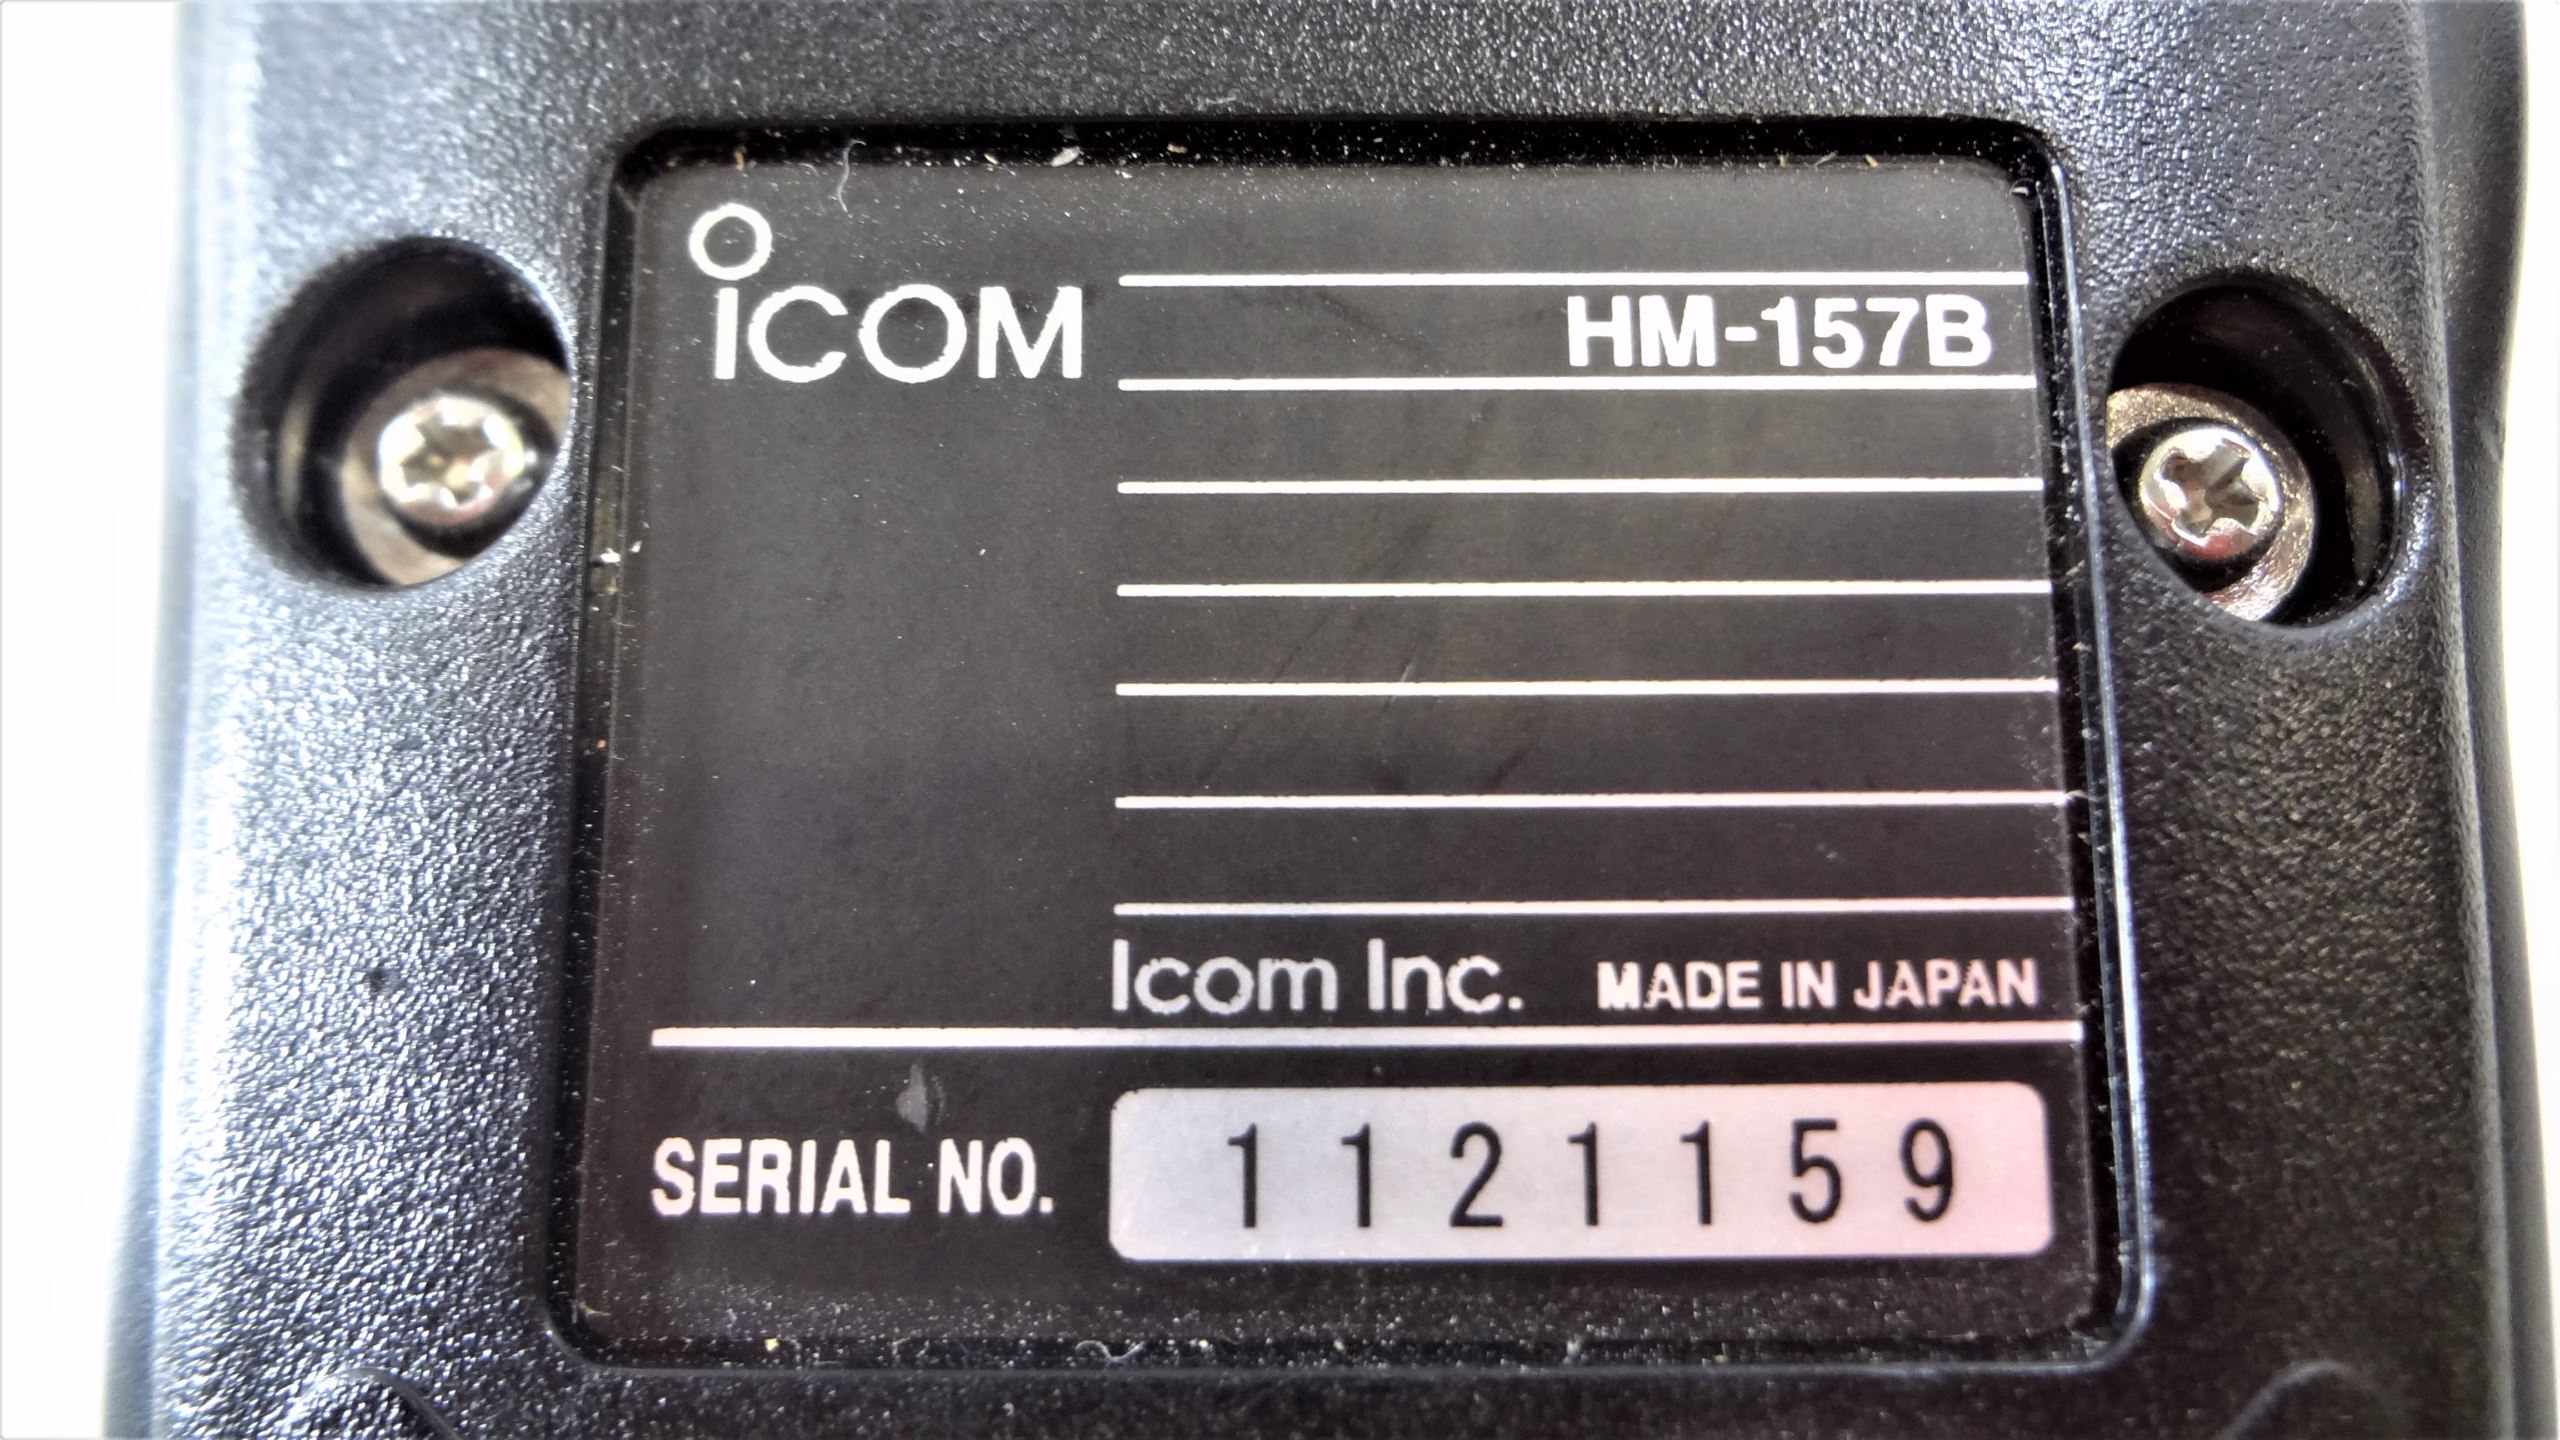 iCOM
HM-157B
Icom Inc. MADE IN JAPAN
SERIAL NO. 1121159